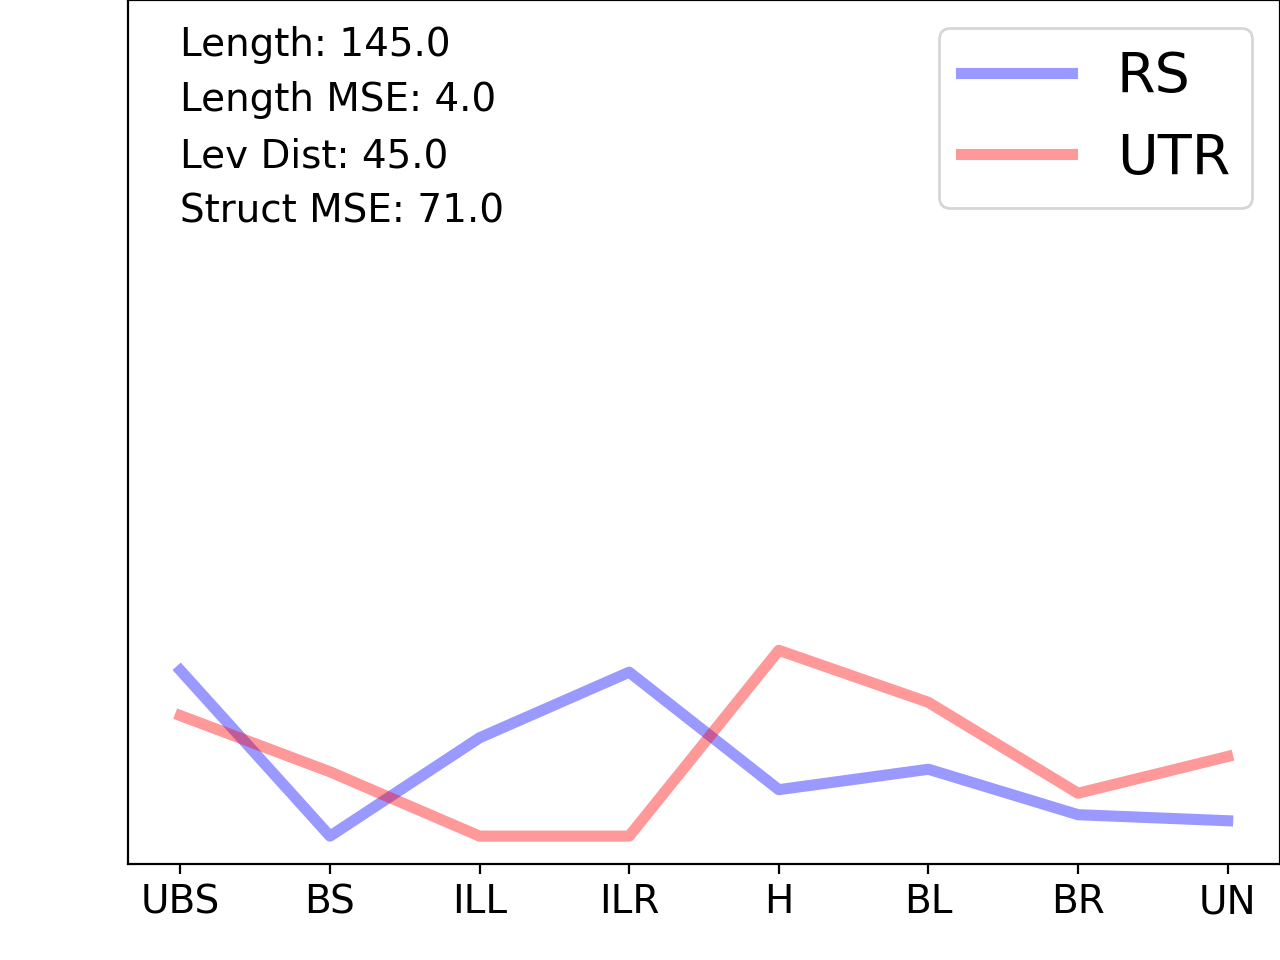 Length: 145.0
Length MSE: 4.0
Lev Dist: 45.0
Struct MSE: 71.0
RS
UTR
UBS BS ILL ILR H BL BR UN